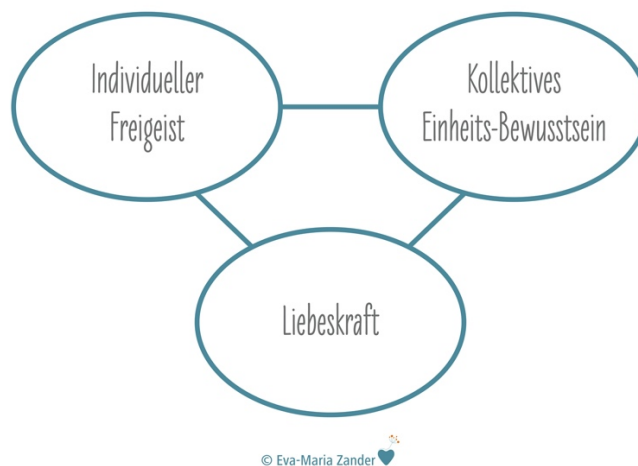 Individueller
Freigeist
Kollektives
Einheits-Bewusstsein
Liebeskraft
© Eva-Maria Zander